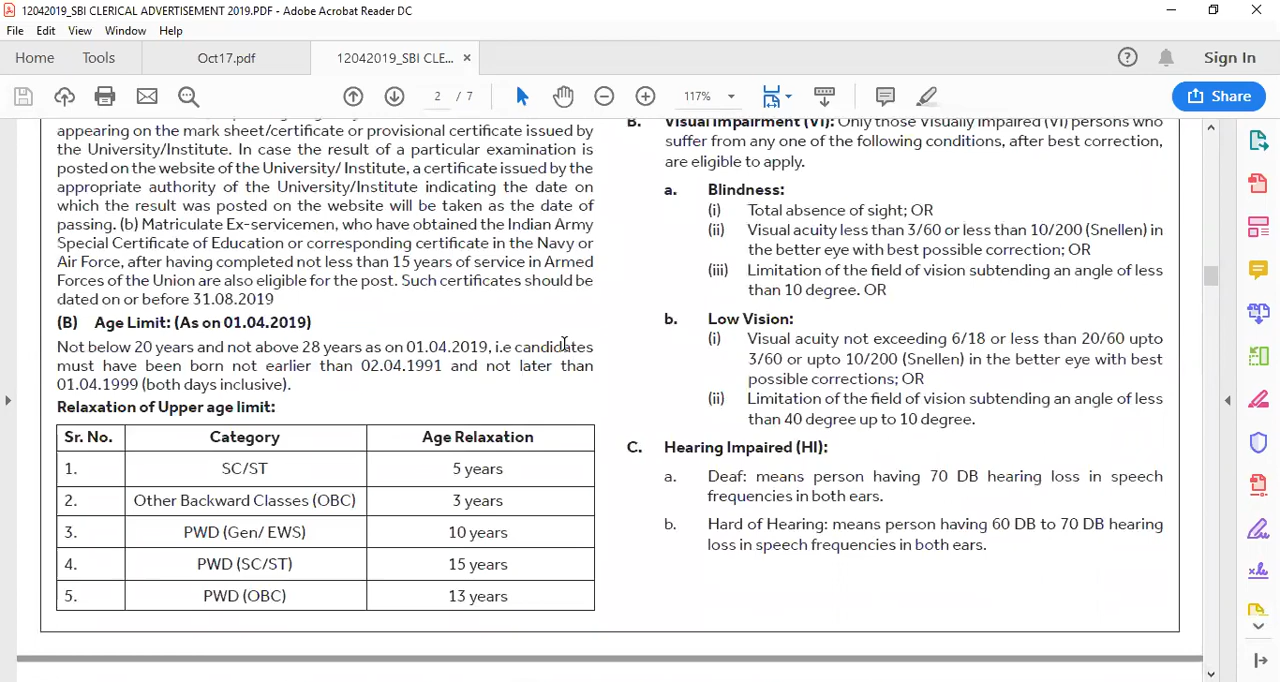 12042019_SBI CLERICAL ADVERTISEMENT 2019.PDF - Adobe Acrobat Reader DC
File Edit View Window Help
Home Tools Oct17.pdf 12042019_SBI CLE... × Sign In
2 / 7 117% Share
appearing on the mark sheet/certificate or provisional certificate issued by
the University/Institute. In case the result of a particular examination is
posted on the website of the University/ Institute, a certificate issued by the
appropriate authority of the University/Institute indicating the date on
which the result was posted on the website will be taken as the date of
passing. (b) Matriculate Ex-servicemen, who have obtained the Indian Army
Special Certificate of Education or corresponding certificate in the Navy or
Air Force, after having completed not less than 15 years of service in Armed
Forces of the Union are also eligible for the post. Such certificates should be
dated on or before 31.08.2019
(B) Age Limit: (As on 01.04.2019)
Not below 20 years and not above 28 years as on 01.04.2019, i.e candidates
must have been born not earlier than 02.04.1991 and not later than
01.04.1999 (both days inclusive).
Relaxation of Upper age limit:
Sr. No. Category Age Relaxation
1. SC/ST 5 years
2. Other Backward Classes (OBC) 3 years
3. PWD (Gen/ EWS) 10 years
4. PWD (SC/ST) 15 years
5. PWD (OBC) 13 years
B. Visual Impairment (VI): Only those Visually Impaired (VI) persons who
suffer from any one of the following conditions, after best correction,
are eligible to apply.
a. Blindness:
(i) Total absence of sight; OR
(ii) Visual acuity less than 3/60 or less than 10/200 (Snellen) in
the better eye with best possible correction; OR
(iii) Limitation of the field of vision subtending an angle of less
than 10 degree. OR
b. Low Vision:
(i) Visual acuity not exceeding 6/18 or less than 20/60 upto
3/60 or upto 10/200 (Snellen) in the better eye with best
possible corrections; OR
(ii) Limitation of the field of vision subtending an angle of less
than 40 degree up to 10 degree.
C. Hearing Impaired (HI):
a. Deaf: means person having 70 DB hearing loss in speech
frequencies in both ears.
b. Hard of Hearing: means person having 60 DB to 70 DB hearing
loss in speech frequencies in both ears.